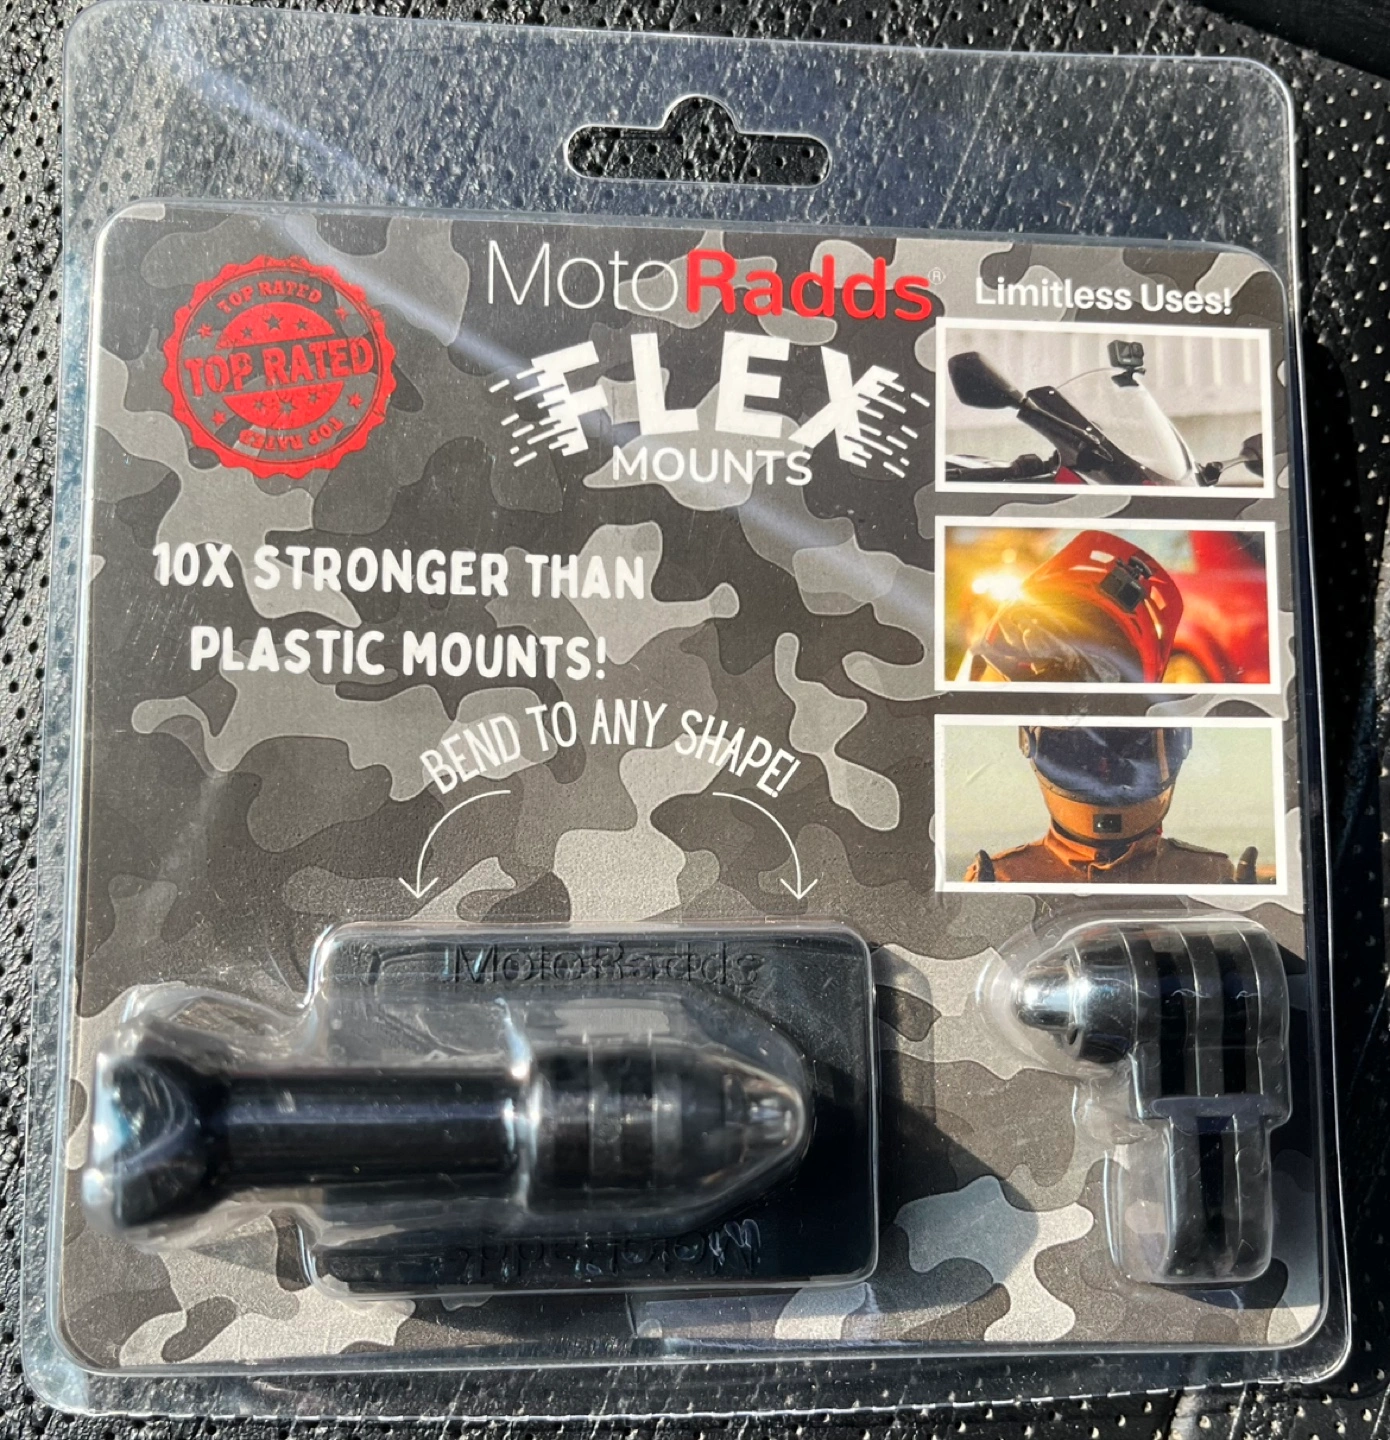 MotoRadds®
Limitless Uses!
TOP RATED
TOP RATED
TOP RATED
FLEX
MOUNTS
10X STRONGER THAN
PLASTIC MOUNTS!
BEND TO ANY SHAPE!
MotoRadds
MotoRadds